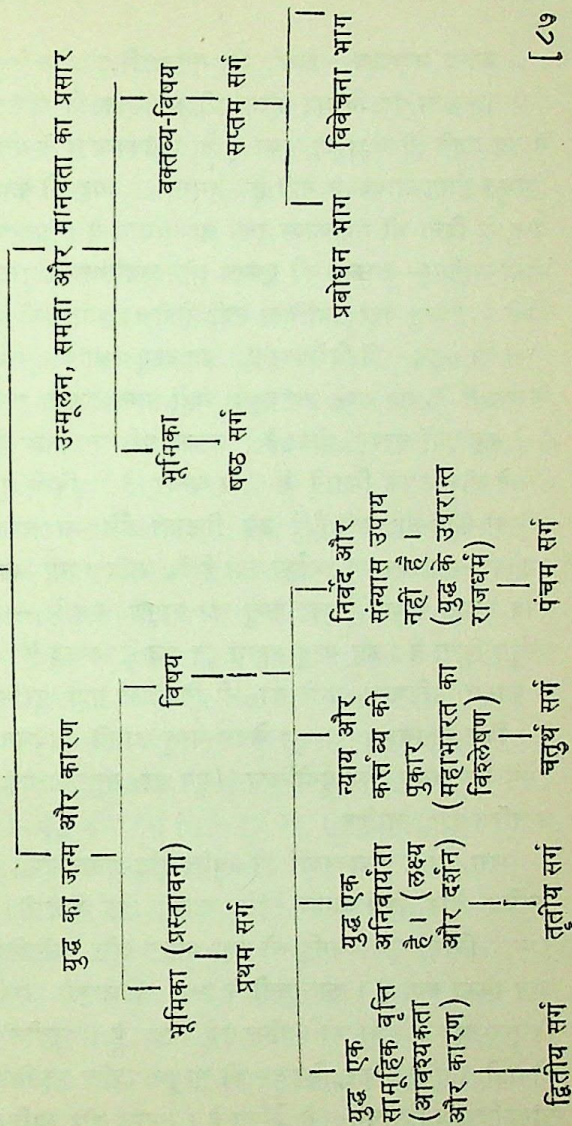 युद्ध का जन्म और कारण
उन्मूलन, समता और मानवता का प्रसार
भूमिका (प्रस्तावना)
विषय
भूमिका
वक्तव्य-विषय
प्रथम सर्ग
षष्ठ सर्ग
सप्तम सर्ग
युद्ध एक
सामूहिक वृत्ति
(आवश्यकता
और कारण)
युद्ध एक
अनिवार्यता
है। (लक्ष्य
और दर्शन)
न्याय और
कर्त्तव्य की
पुकार
(महाभारत का
विश्लेषण)
निर्वेद और
संन्यास उपाय
नहीं है।
(युद्ध के उपरान्त
राजधर्म)
प्रबोधन भाग
विवेचना भाग
द्वितीय सर्ग
तृतीय सर्ग
चतुर्थ सर्ग
पंचम सर्ग
[ ८७